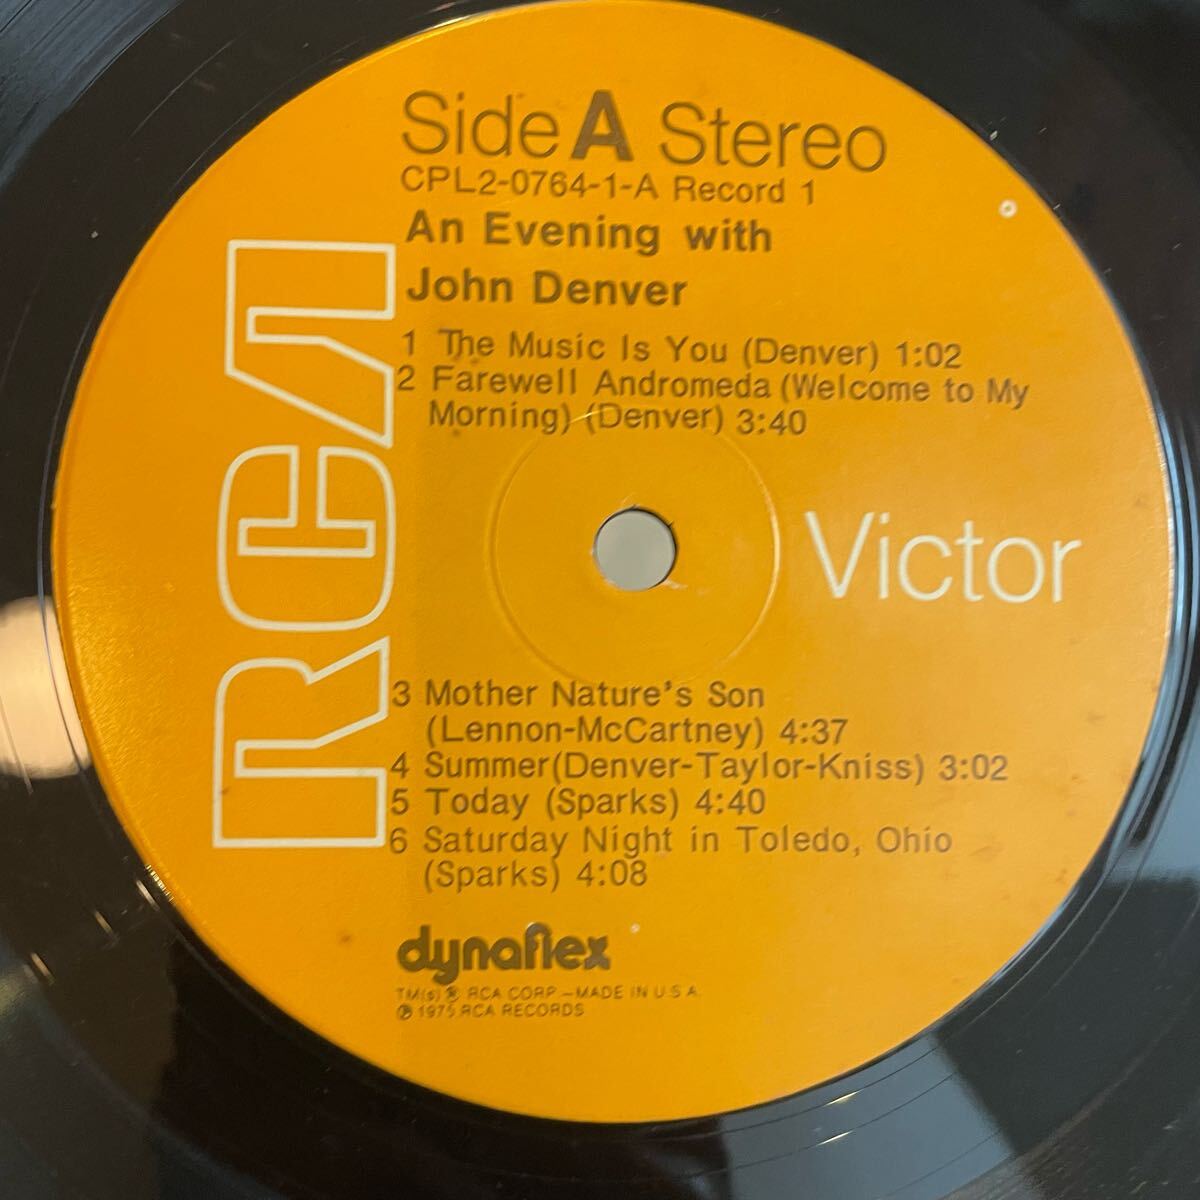 Side A Stereo
CPL2-0764-1-A Record 1
An Evening with
John Denver
1 The Music Is You (Denver) 1:02
2 Farewell Andromeda (Welcome to My
Morning) (Denver) 3:40
RCA
Victor
3 Mother Nature's Son
(Lennon-McCartney) 4:37
4 Summer(Denver-Taylor-Kniss) 3:02
5 Today (Sparks) 4:40
6 Saturday Night in Toledo, Ohio
(Sparks) 4:08
dynaflex
TM(s) ® RCA CORP.—MADE IN U.S.A.
℗ 1975, RCA RECORDS